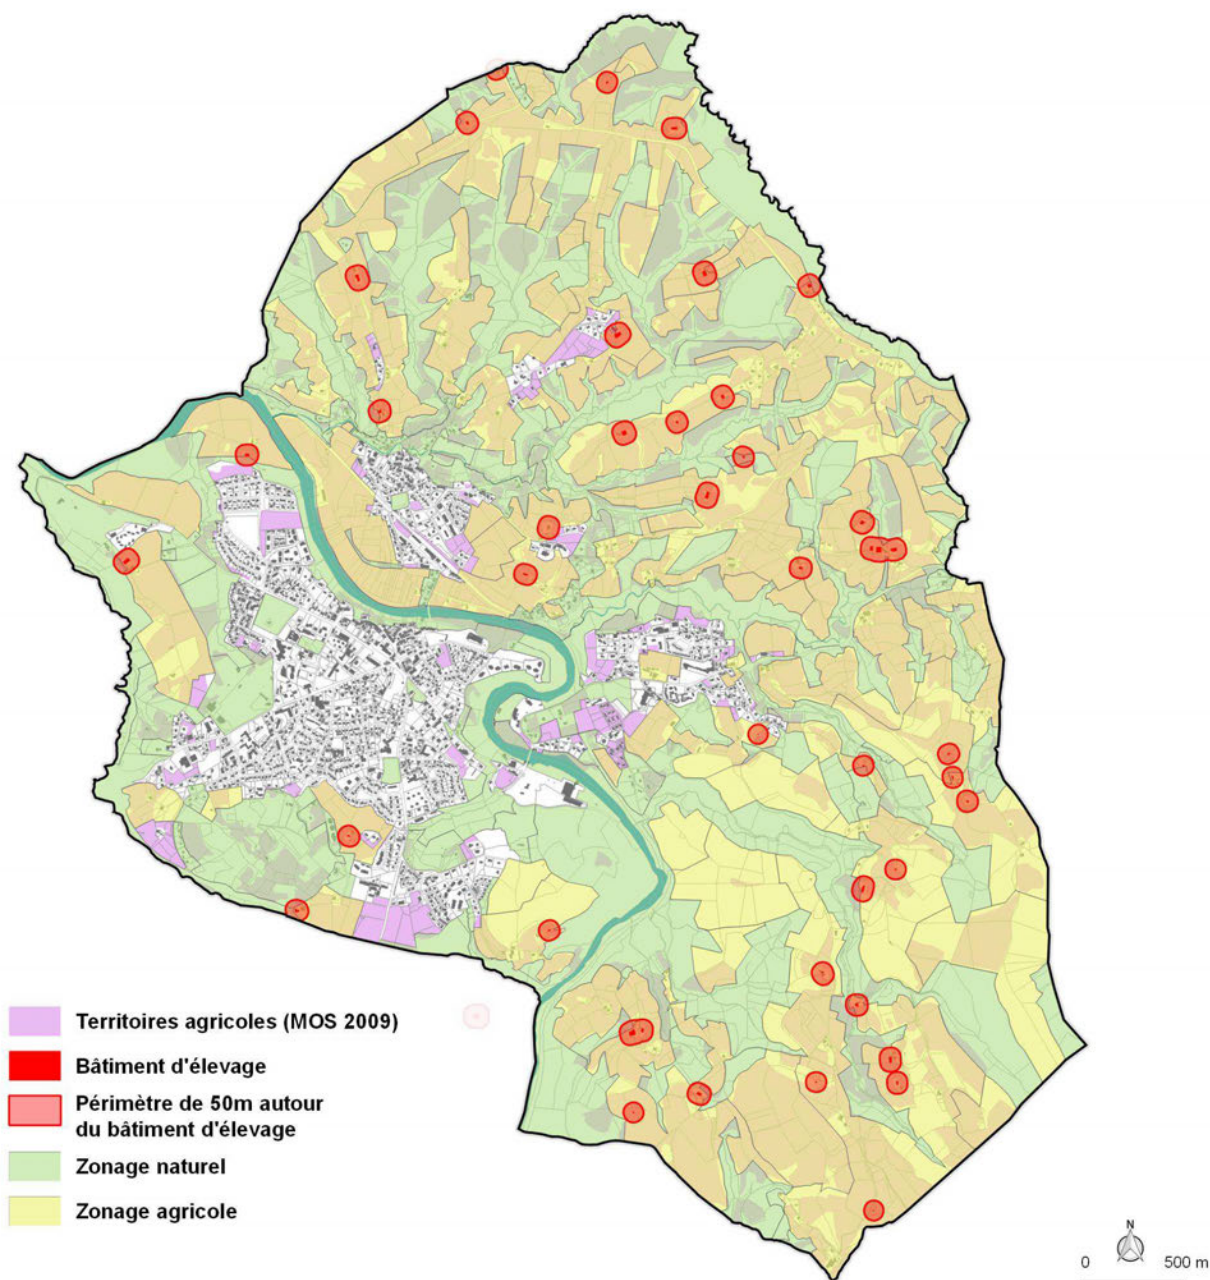 Territoires agricoles (MOS 2009)
Bâtiment d'élevage
Périmètre de 50m autour
du bâtiment d'élevage
Zonage naturel
Zonage agricole
N
0 500 m